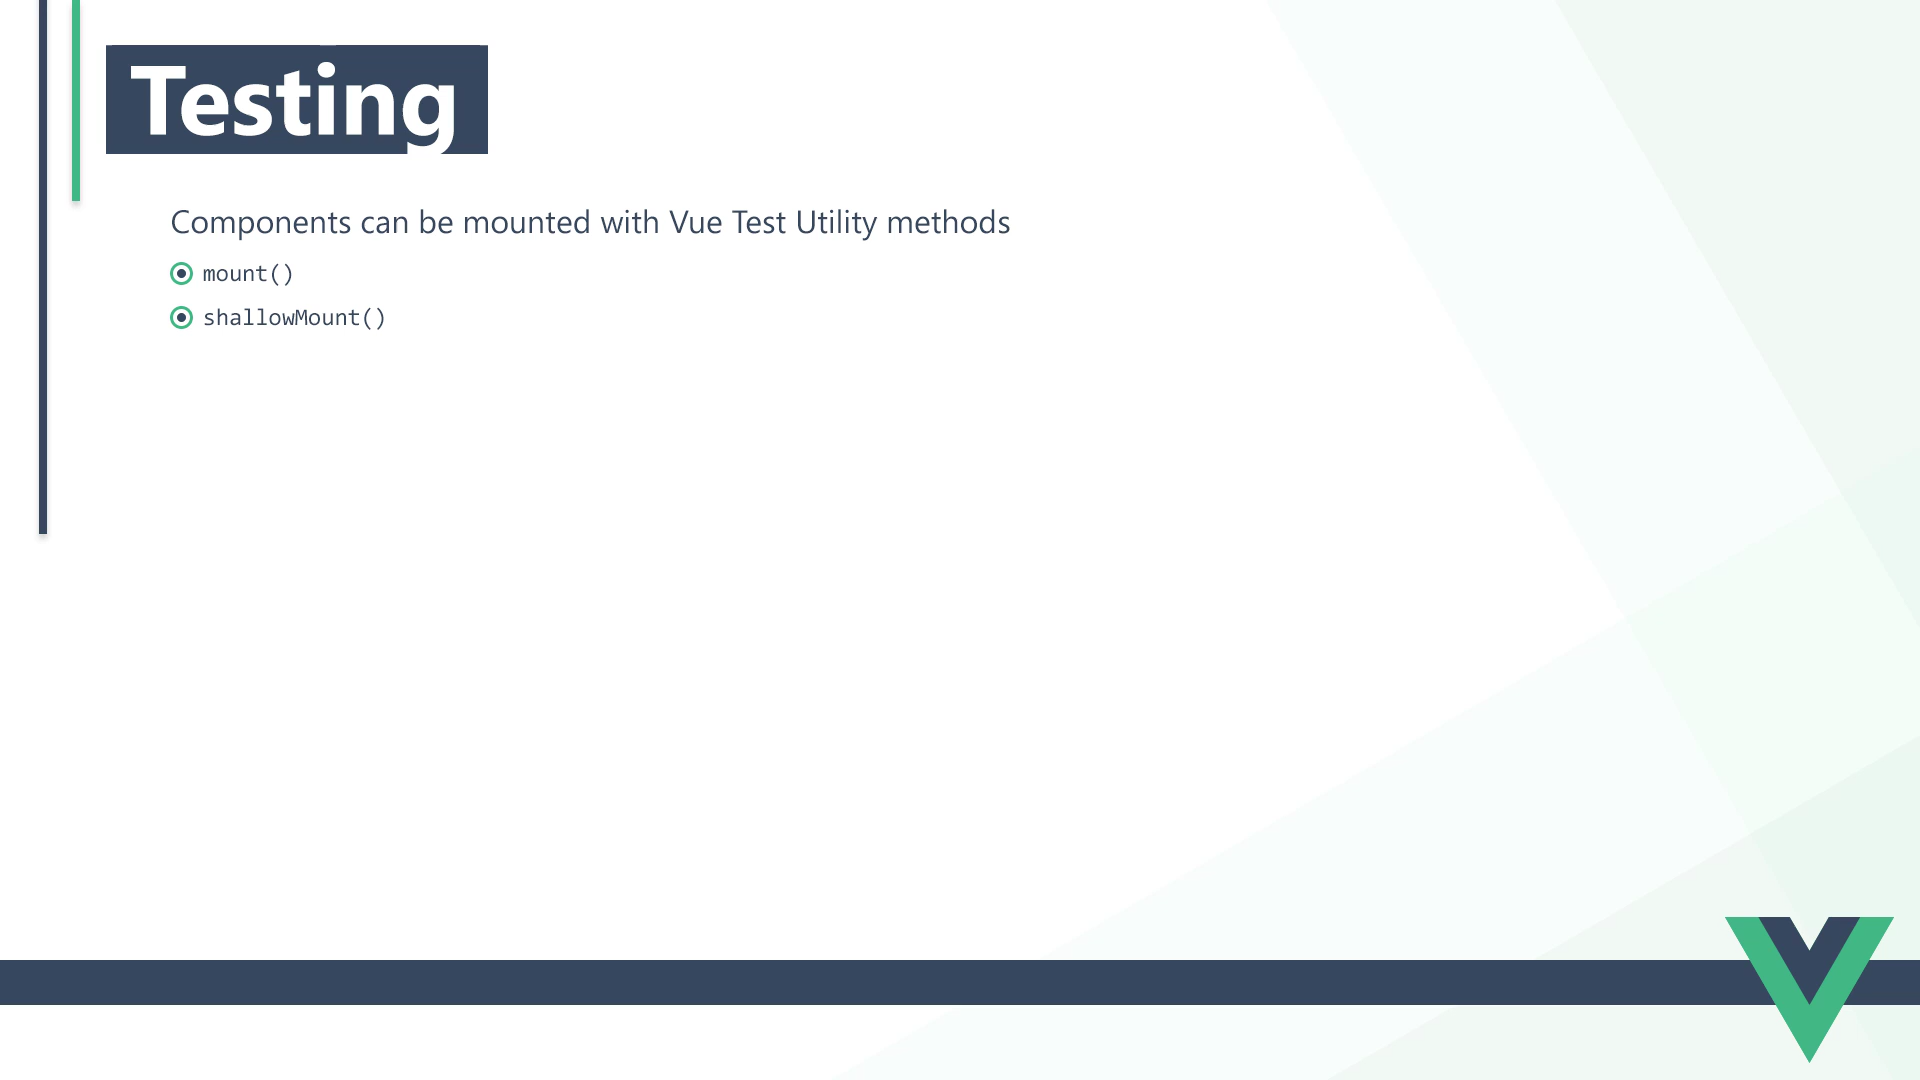 Testing
Components can be mounted with Vue Test Utility methods
mount()
shallowMount()